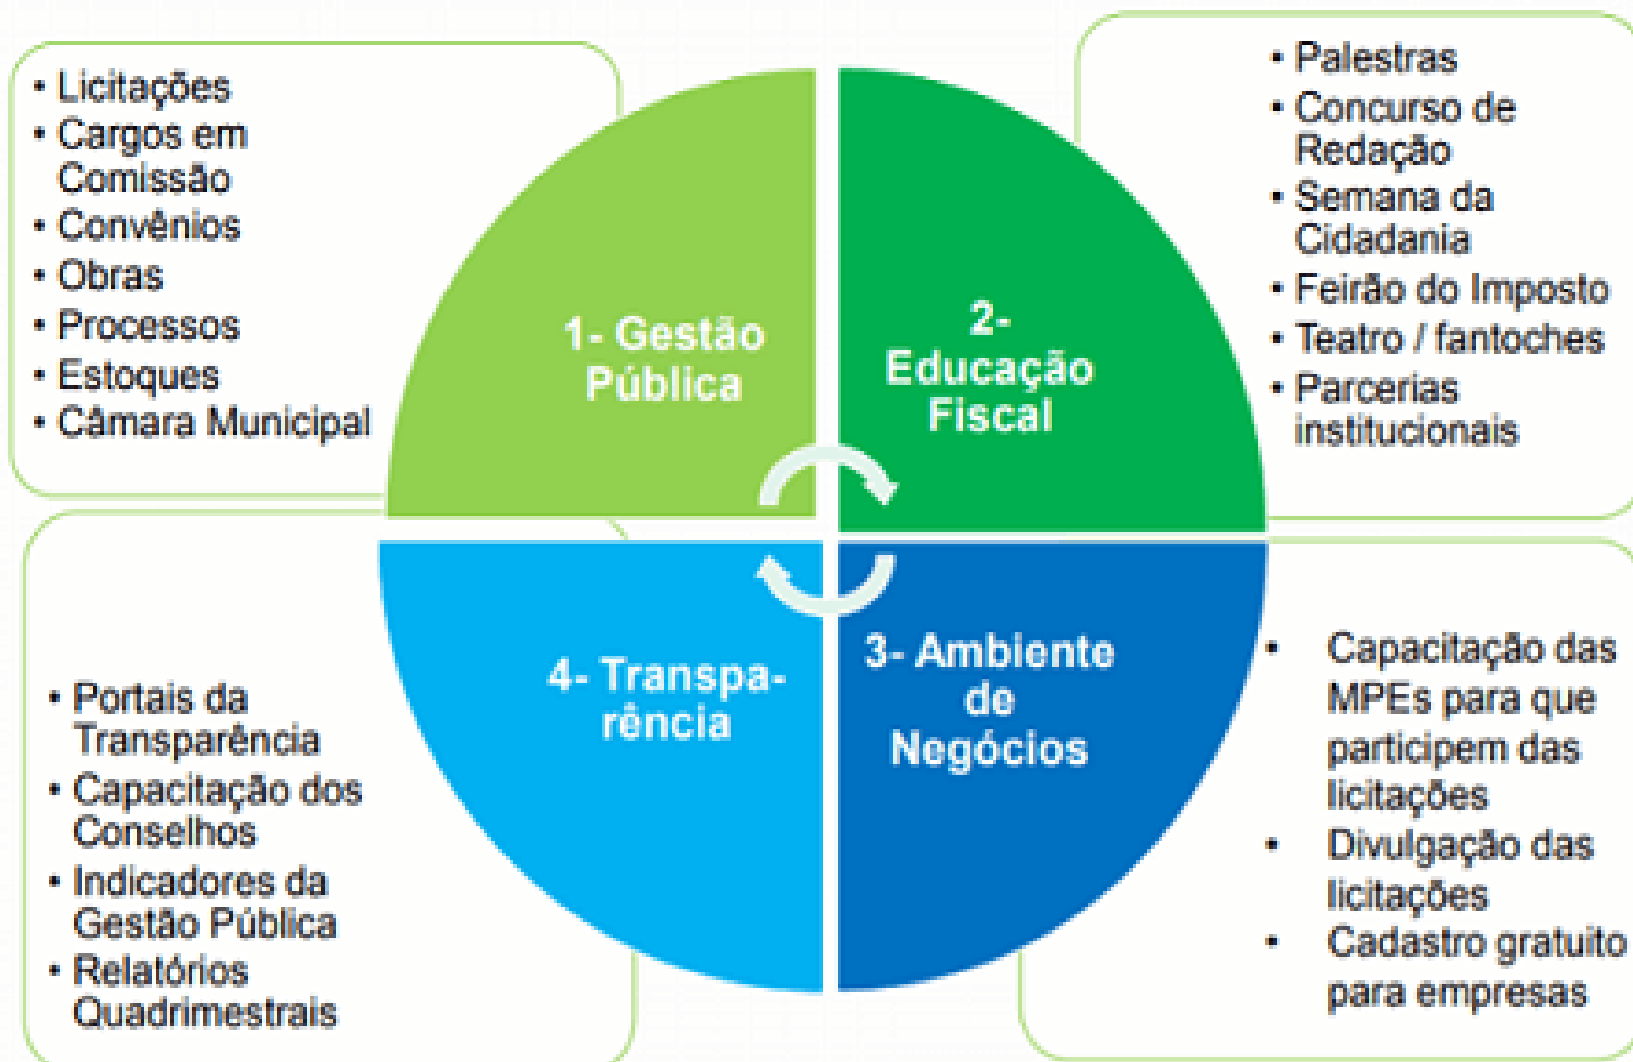 • Licitações
• Cargos em
Comissão
• Convênios
• Obras
• Processos
• Estoques
• Câmara Municipal
1- Gestão
Pública
2-
Educação
Fiscal
• Palestras
• Concurso de
Redação
• Semana da
Cidadania
• Feirão do Imposto
• Teatro / fantoches
• Parcerias
institucionais
• Portais da
Transparência
• Capacitação dos
Conselhos
• Indicadores da
Gestão Pública
• Relatórios
Quadrimestrais
4- Transpa-
rência
3- Ambiente
de
Negócios
• Capacitação das
MPEs para que
participem das
licitações
• Divulgação das
licitações
• Cadastro gratuito
para empresas